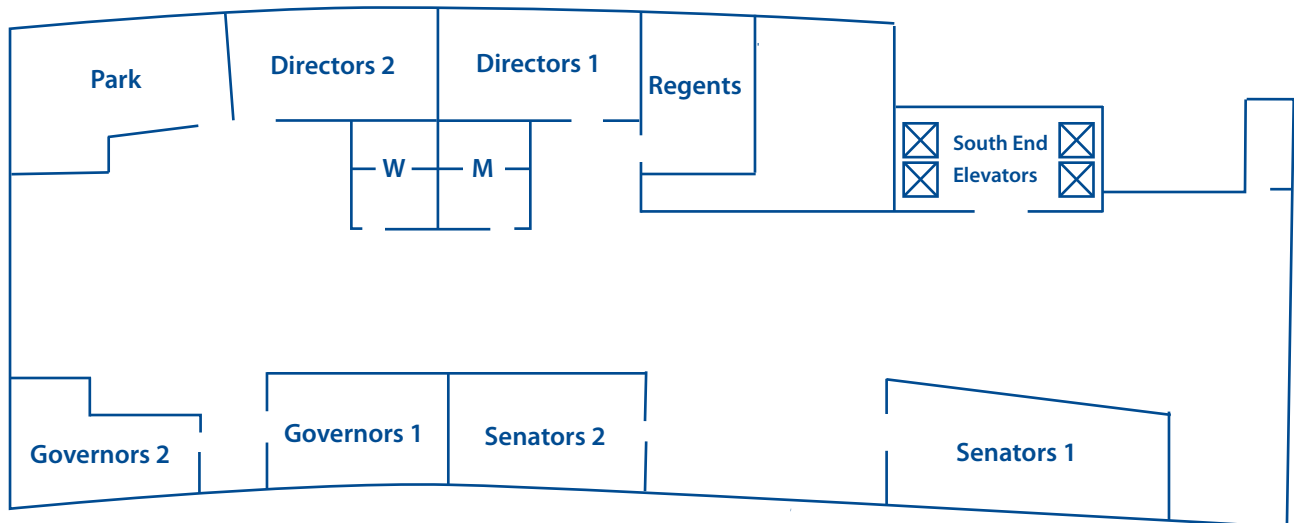 Park
Directors 2
Directors 1
Regents
W
M
South End
Elevators
Governors 2
Governors 1
Senators 2
Senators 1